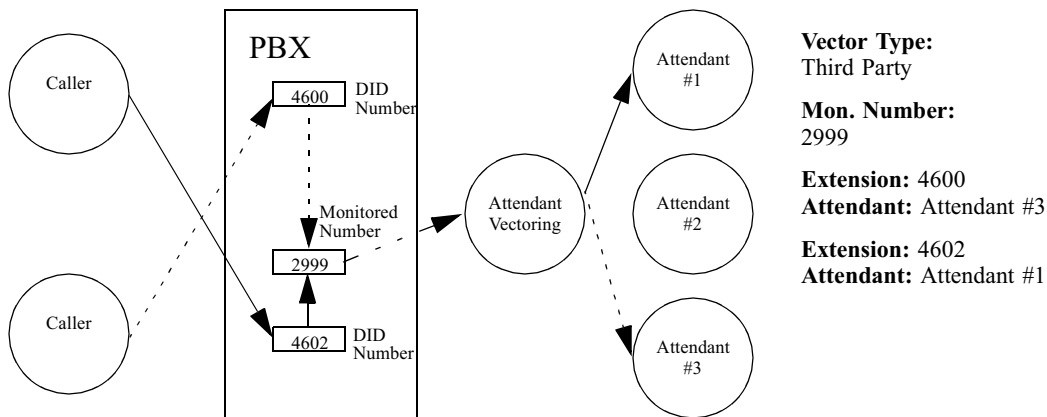 PBX
Caller
4600
DID
Number
Monitored
Number
2999
Caller
4602
DID
Number
Attendant
Vectoring
Attendant
#1
Attendant
#2
Attendant
#3
Vector Type:
Third Party
Mon. Number:
2999
Extension: 4600
Attendant: Attendant #3
Extension: 4602
Attendant: Attendant #1